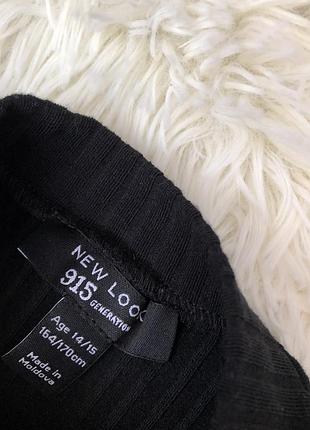 NEW LOO
915
GENERATION
Age 14/15
164/170cm
Made in
Moldova